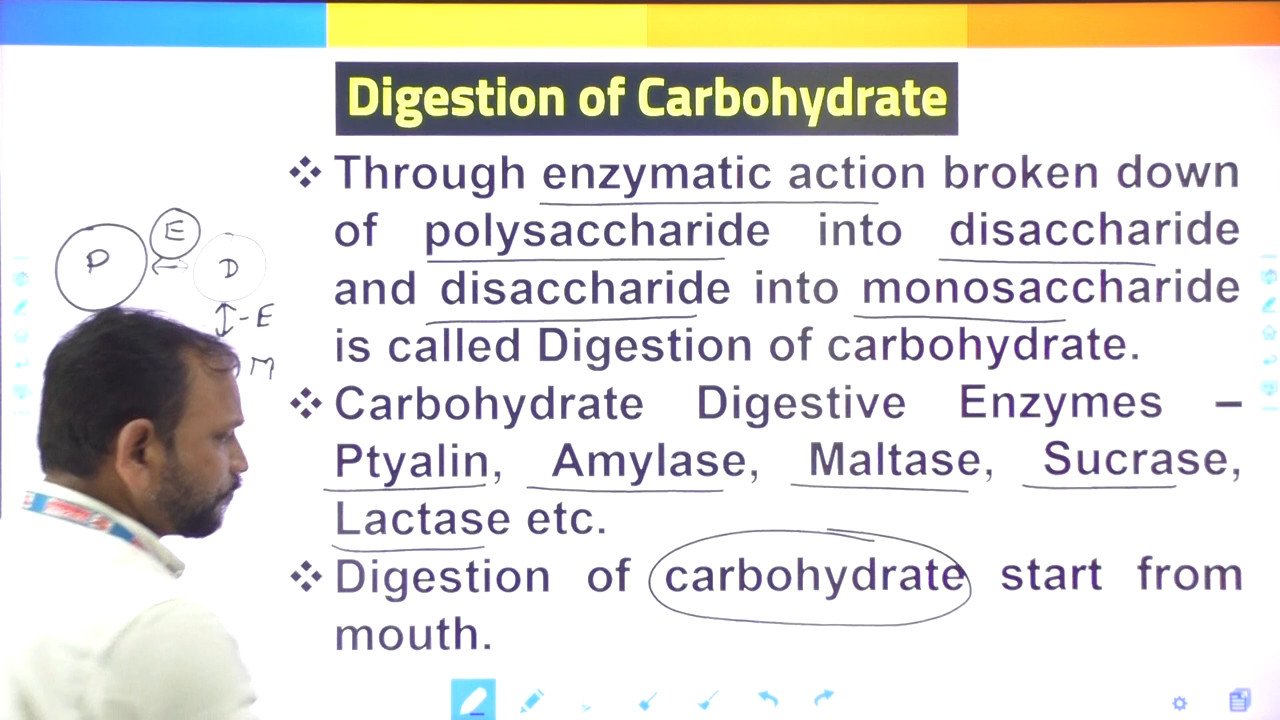 Digestion of Carbohydrate
❖ Through enzymatic action broken down
of polysaccharide into disaccharide
and disaccharide into monosaccharide
is called Digestion of carbohydrate.
❖ Carbohydrate Digestive Enzymes –
Ptyalin, Amylase, Maltase, Sucrase,
Lactase etc.
❖ Digestion of carbohydrate start from
mouth.
P E D
- E
M